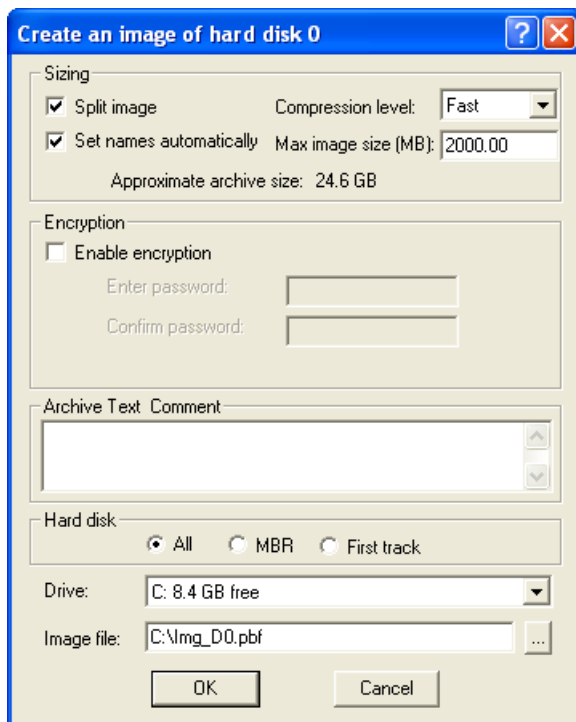 Create an image of hard disk 0
Sizing
Split image Compression level: Fast
Set names automatically Max image size (MB): 2000.00
Approximate archive size: 24.6 GB
Encryption
Enable encryption
Enter password:
Confirm password:
Archive Text Comment
Hard disk
All MBR First track
Drive: C: 8.4 GB free
Image file: C:\Img_D0.pbf ...
OK Cancel